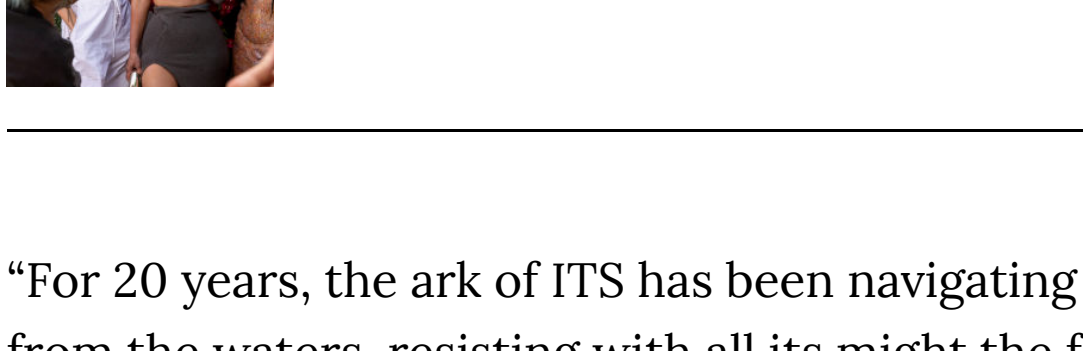 “For 20 years, the ark of ITS has been navigating
from the waters, resisting with all its might the f